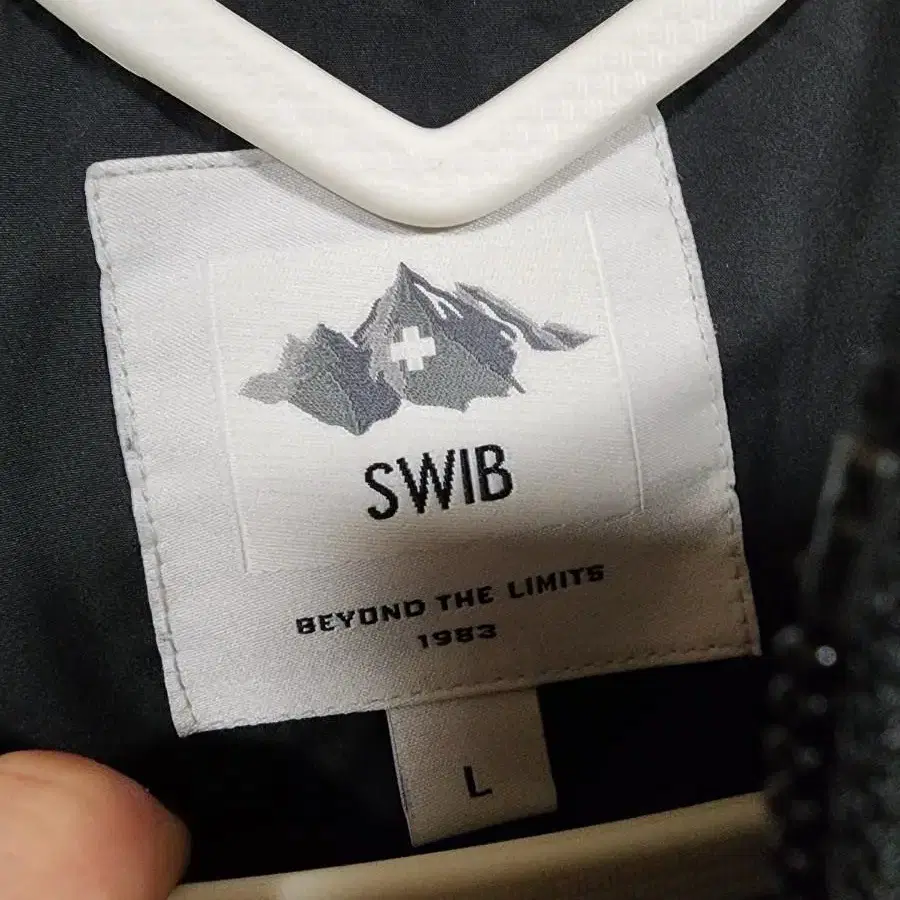 SWIB
BEYOND THE LIMITS
1983
L